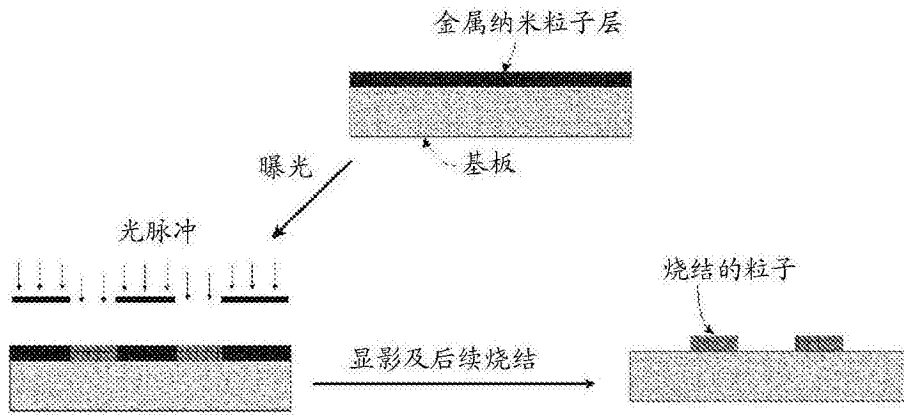 金属纳米粒子层
基板
曝光
光脉冲
烧结的粒子
显影及后续烧结